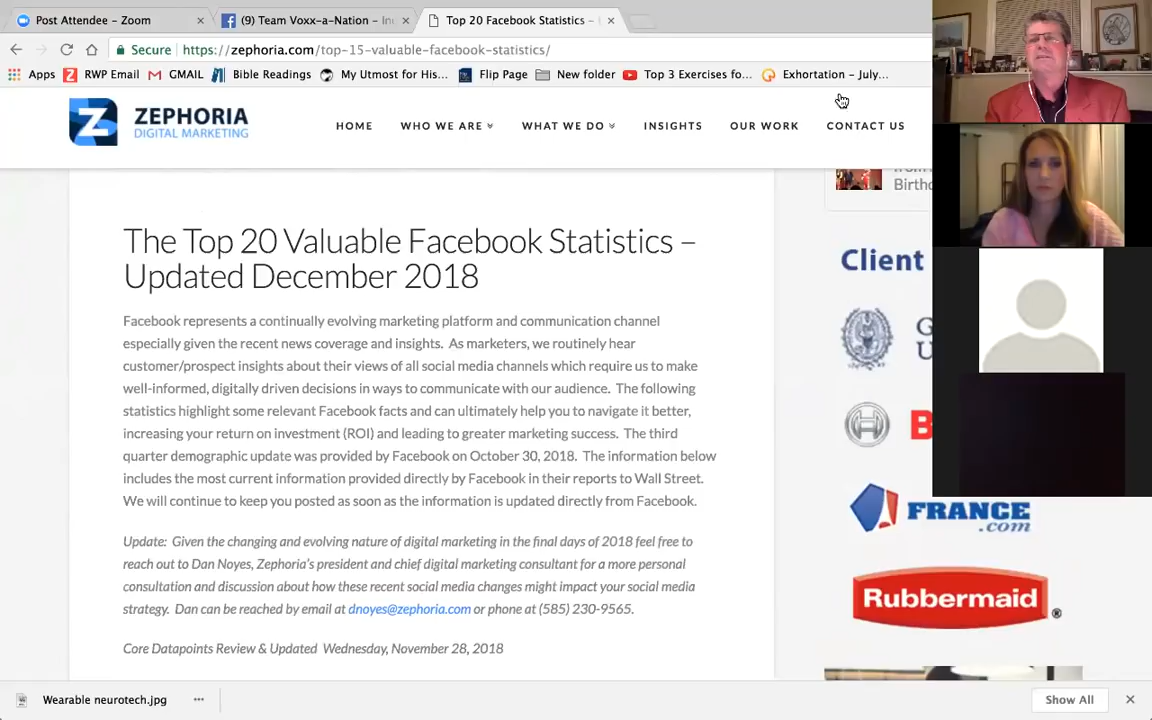 Post Attendee - Zoom
(9) Team Voxx-a-Nation - In
Top 20 Facebook Statistics -
Secure
https://zephoria.com/top-15-valuable-facebook-statistics/
Apps
RWP Email
GMAIL
Bible Readings
My Utmost for His...
Flip Page
New folder
Top 3 Exercises fo...
Exhortation – July...
ZEPHORIA
DIGITAL MARKETING
HOME
WHO WE ARE
WHAT WE DO
INSIGHTS
OUR WORK
CONTACT US
Birthd
The Top 20 Valuable Facebook Statistics –
Updated December 2018
Facebook represents a continually evolving marketing platform and communication channel
especially given the recent news coverage and insights. As marketers, we routinely hear
customer/prospect insights about their views of all social media channels which require us to make
well-informed, digitally driven decisions in ways to communicate with our audience. The following
statistics highlight some relevant Facebook facts and can ultimately help you to navigate it better,
increasing your return on investment (ROI) and leading to greater marketing success. The third
quarter demographic update was provided by Facebook on October 30, 2018. The information below
includes the most current information provided directly by Facebook in their reports to Wall Street.
We will continue to keep you posted as soon as the information is updated directly from Facebook.
Update: Given the changing and evolving nature of digital marketing in the final days of 2018 feel free to
reach out to Dan Noyes, Zephoria's president and chief digital marketing consultant for a more personal
consultation and discussion about how these recent social media changes might impact your social media
strategy. Dan can be reached by email at dnoyes@zephoria.com or phone at (585) 230-9565.
Core Datapoints Review & Updated Wednesday, November 28, 2018
Client
G
U
B
FRANCE
.com
Rubbermaid
Wearable neurotech.jpg
Show All